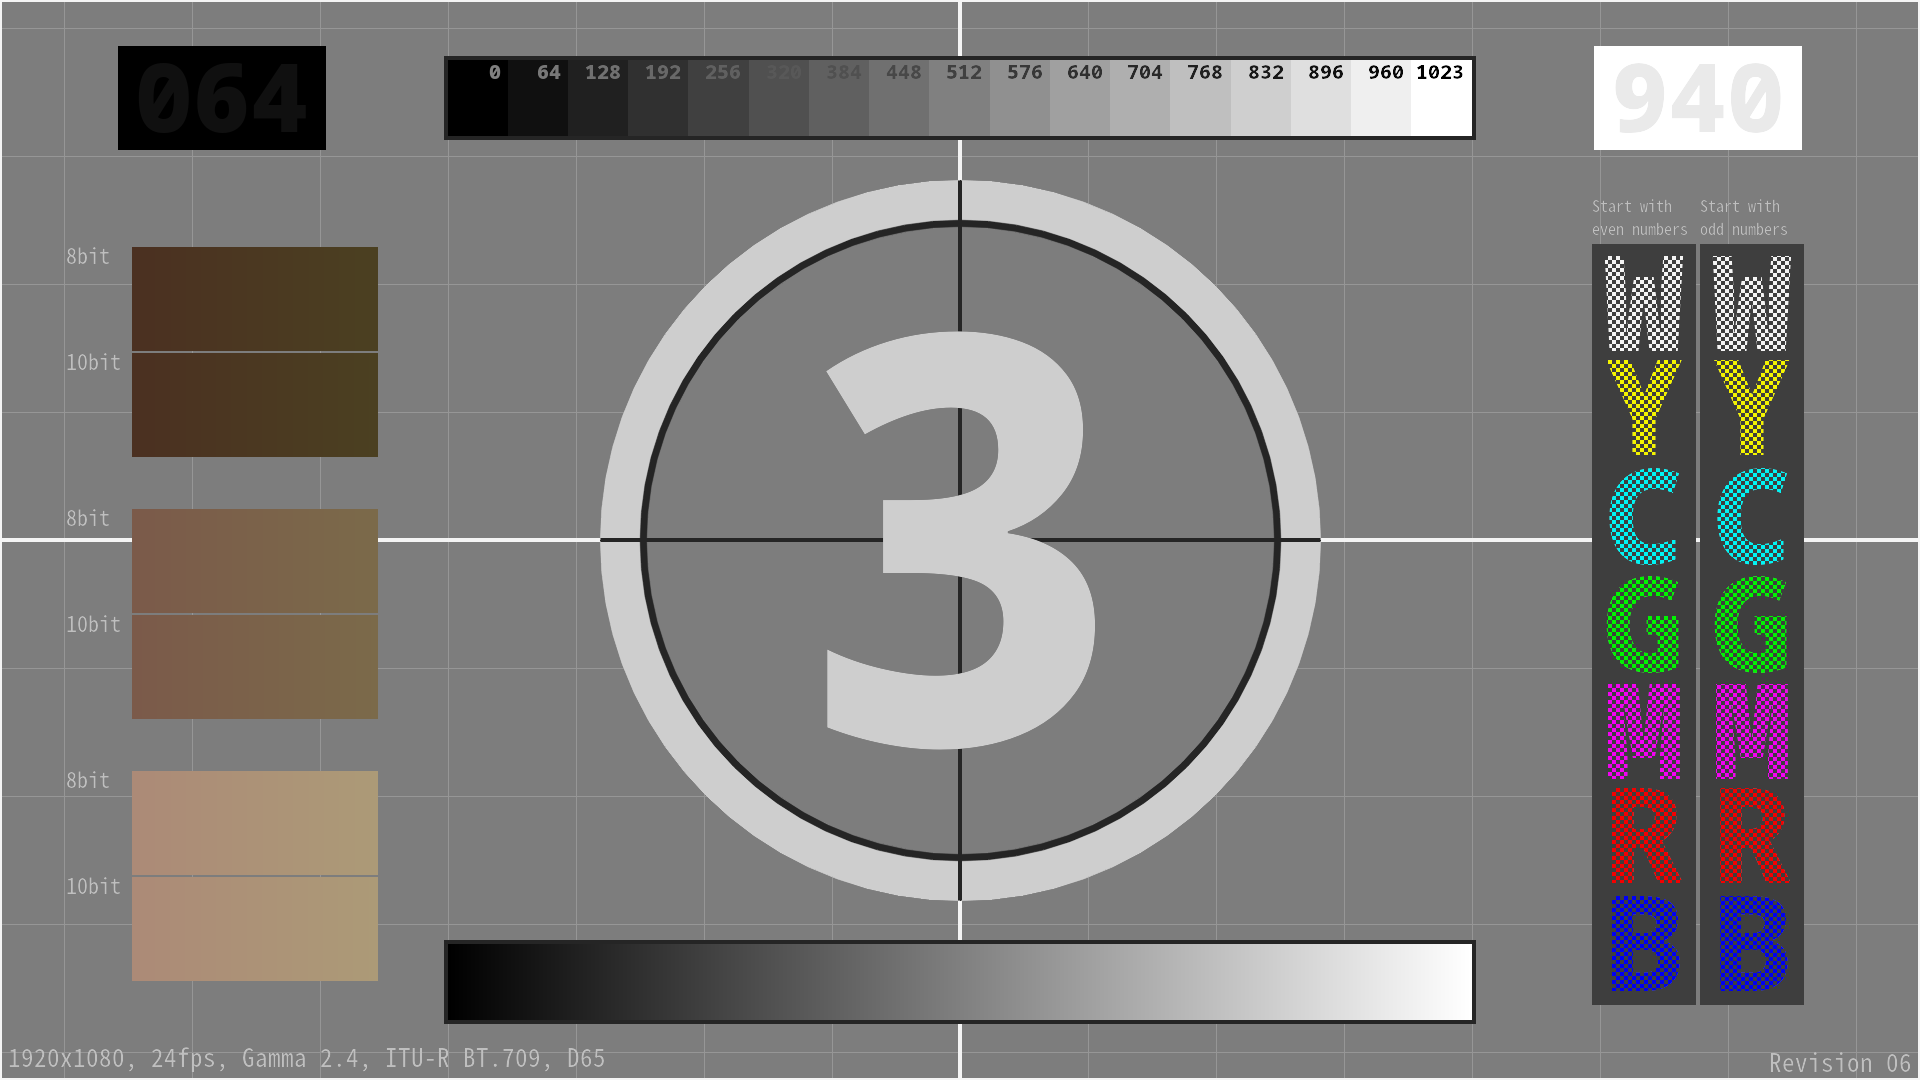 064
0 64 128 192 256 320 384 448 512 576 640 704 768 832 896 960 1023
940
Start with
even numbers
Start with
odd numbers
8bit
10bit
8bit
10bit
8bit
10bit
3
W W
Y Y
C C
G G
M M
R R
B B
1920x1080, 24fps, Gamma 2.4, ITU-R BT.709, D65
Revision 06